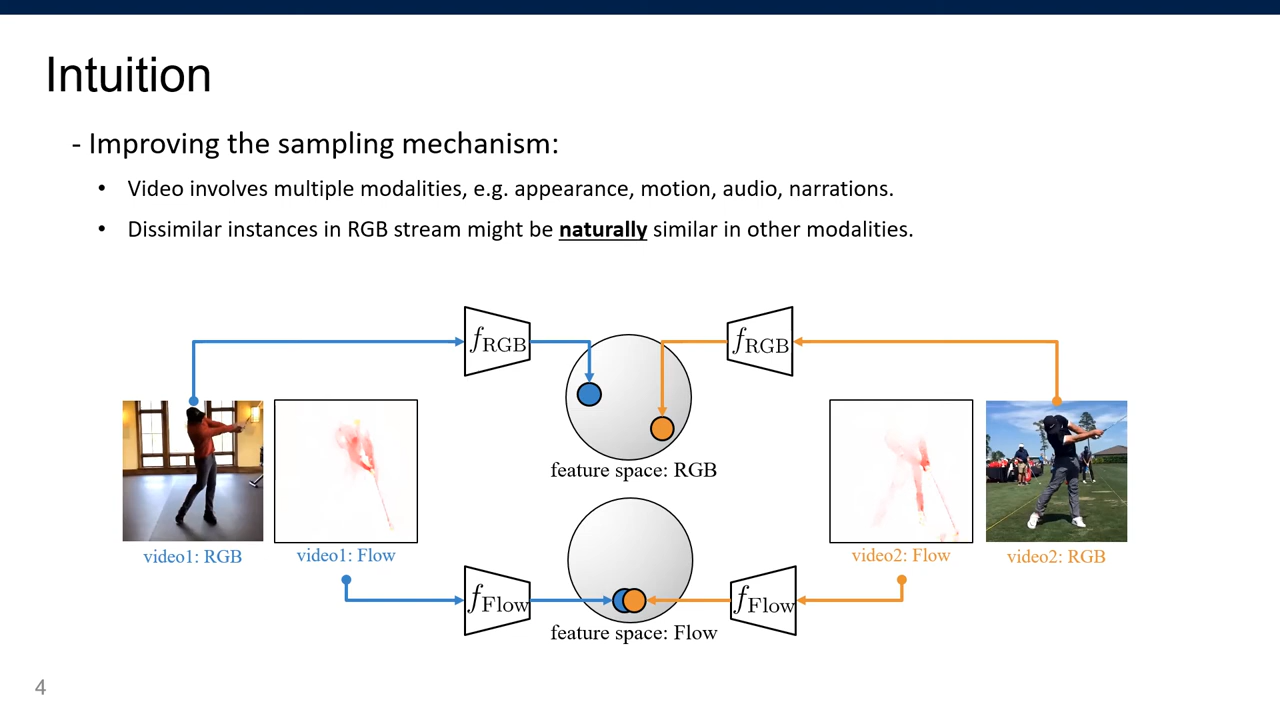 Intuition
- Improving the sampling mechanism:
• Video involves multiple modalities, e.g. appearance, motion, audio, narrations.
• Dissimilar instances in RGB stream might be naturally similar in other modalities.
fRGB
fRGB
feature space: RGB
video1: RGB
video1: Flow
video2: Flow
video2: RGB
fFlow
fFlow
feature space: Flow
4